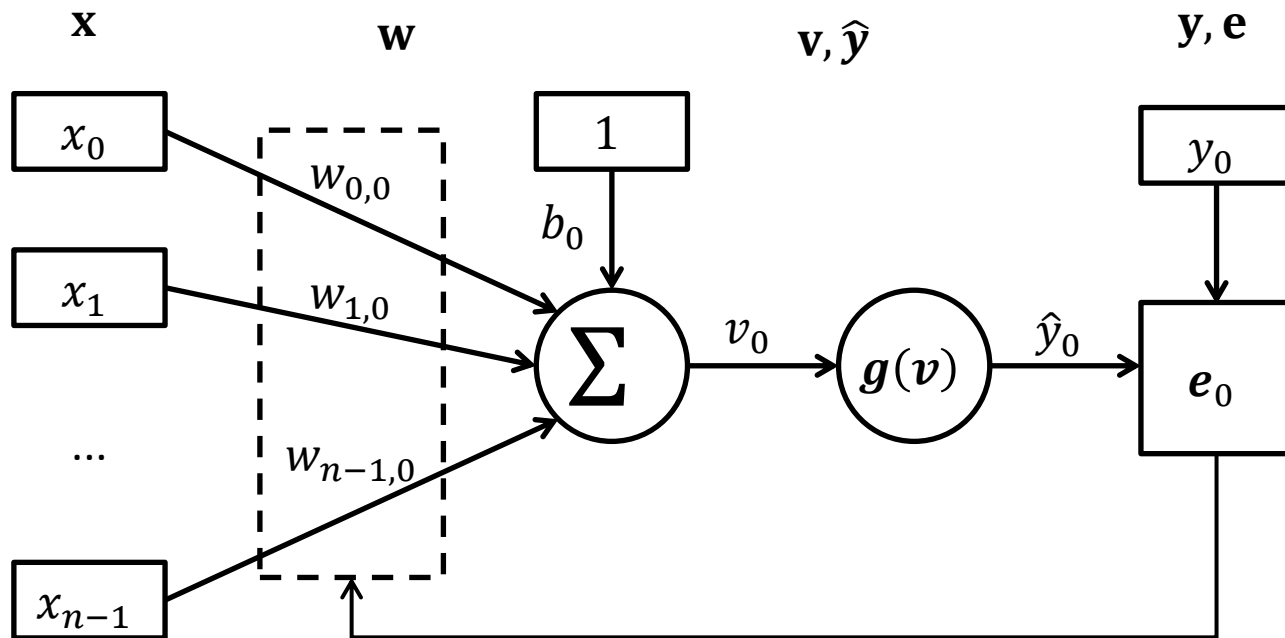 x w v, ŷ y, e
x₀ 1 y₀
w₀,₀
b₀
x₁ w₁,₀
∑ v₀ g(v) ŷ₀ e₀
...
wₙ₋₁,₀
xₙ₋₁